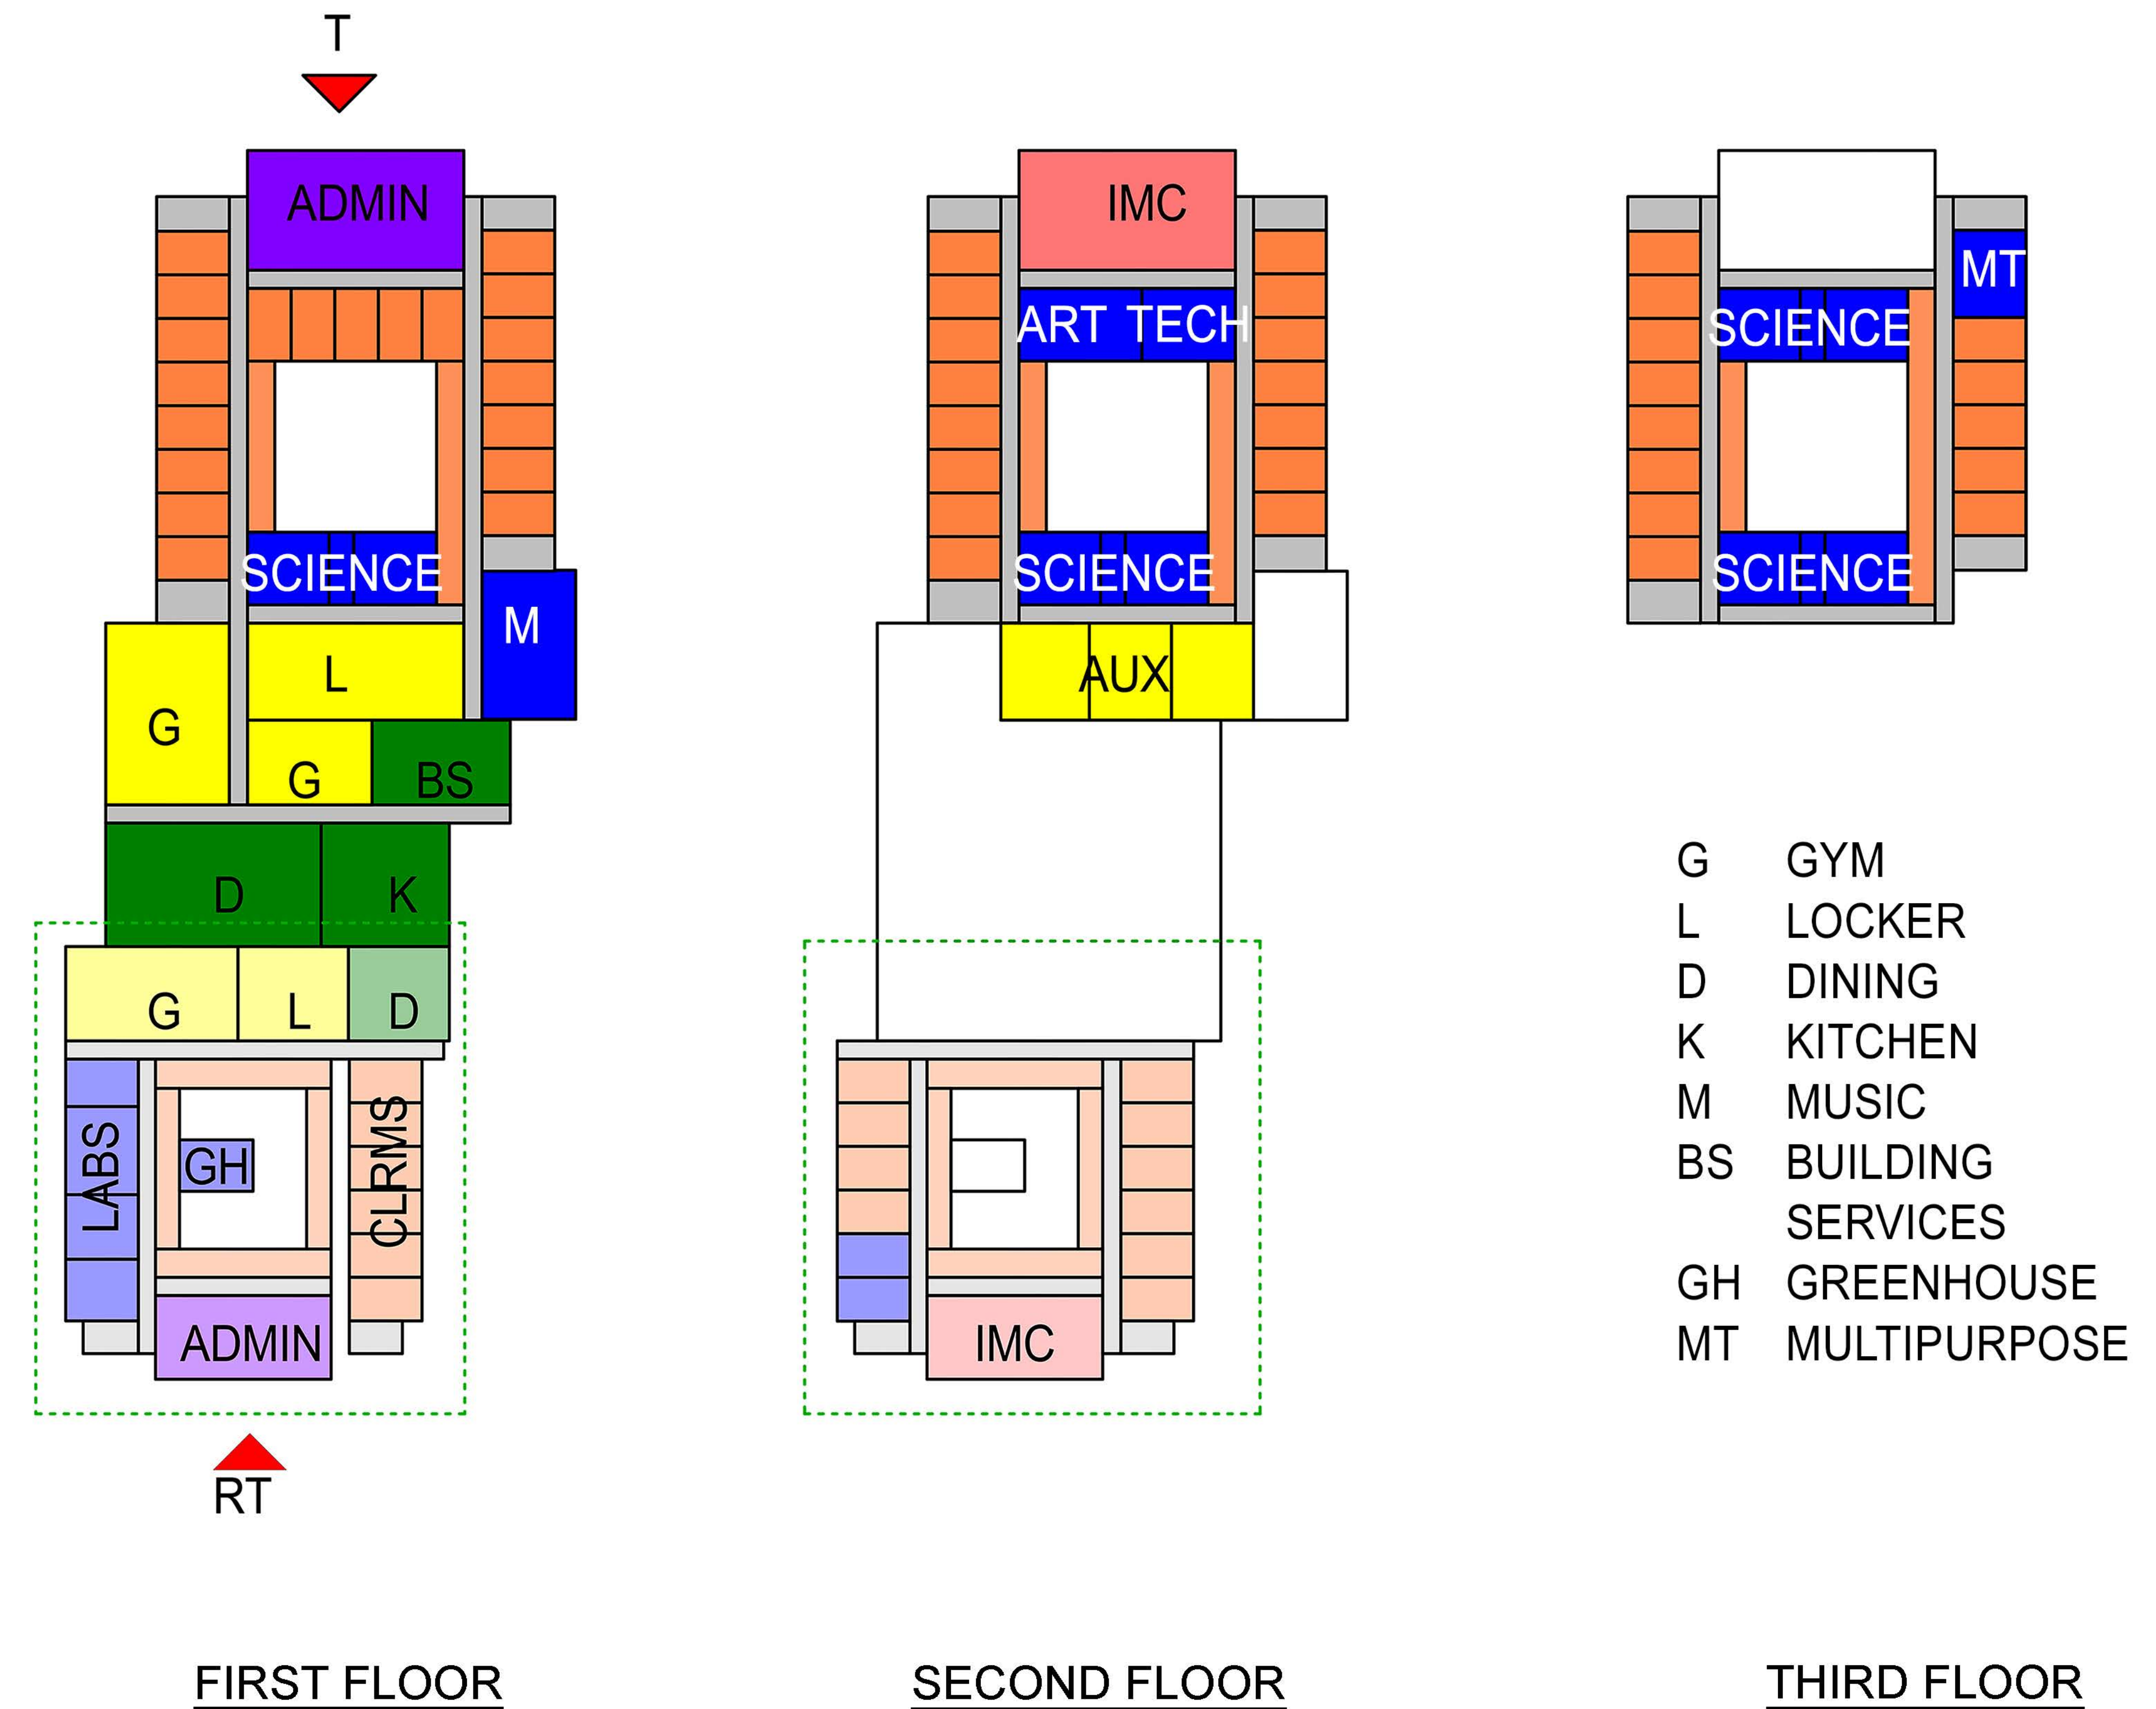 T
ADMIN
SCIENCE
M
L
G
G
BS
D
K
G
L
D
LABS
GH
CLRMS
ADMIN
RT
FIRST FLOOR
IMC
ART TECH
SCIENCE
AUX
IMC
SECOND FLOOR
MT
SCIENCE
SCIENCE
G GYM
L LOCKER
D DINING
K KITCHEN
M MUSIC
BS BUILDING
SERVICES
GH GREENHOUSE
MT MULTIPURPOSE
THIRD FLOOR